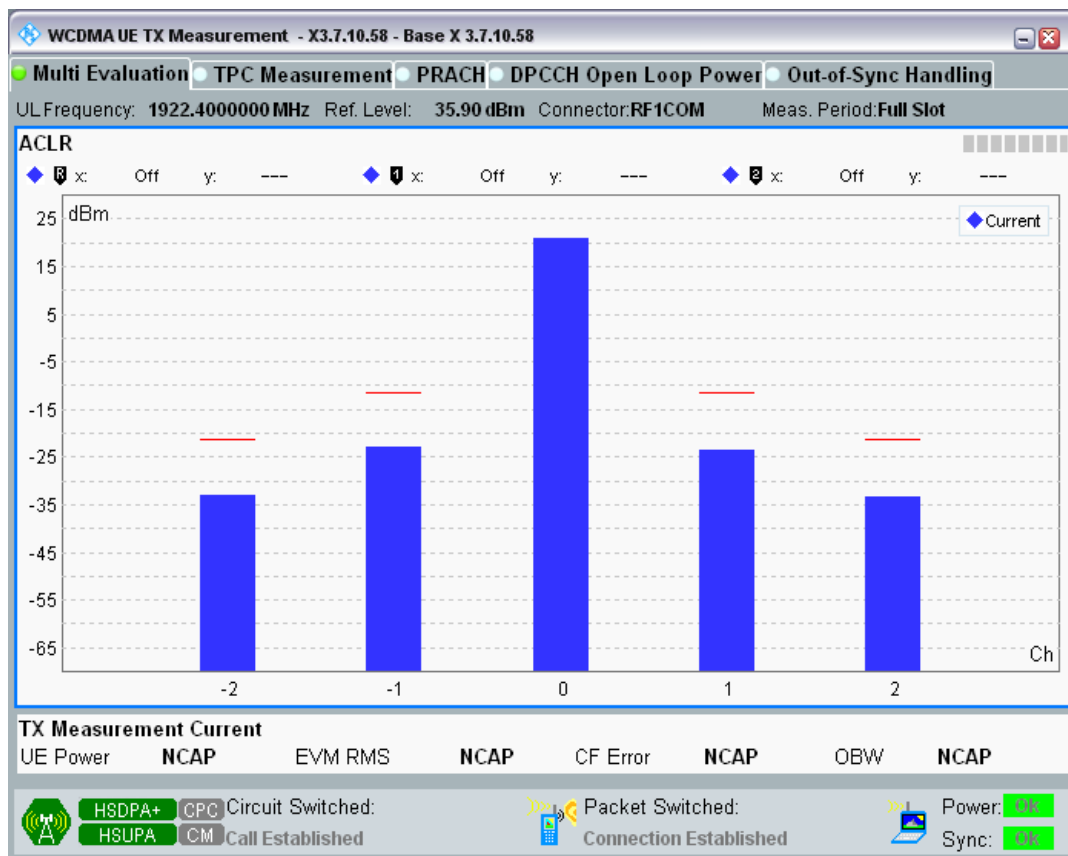 WCDMA UE TX Measurement - X3.7.10.58 - Base X 3.7.10.58
Multi Evaluation TPC Measurement PRACH DPCCH Open Loop Power Out-of-Sync Handling
UL Frequency: 1922.4000000 MHz Ref. Level: 35.90 dBm Connector:RF1COM Meas. Period:Full Slot
ACLR
R x: Off y: --- 1 x: Off y: --- 2 x: Off y: ---
dBm
Current
25
15
5
-5
-15
-25
-35
-45
-55
-65
Ch
-2 -1 0 1 2
TX Measurement Current
UE Power NCAP EVM RMS NCAP CF Error NCAP OBW NCAP
HSDPA+ CPC Circuit Switched: Packet Switched: Power: OK
HSUPA CM Call Established Connection Established Sync: OK